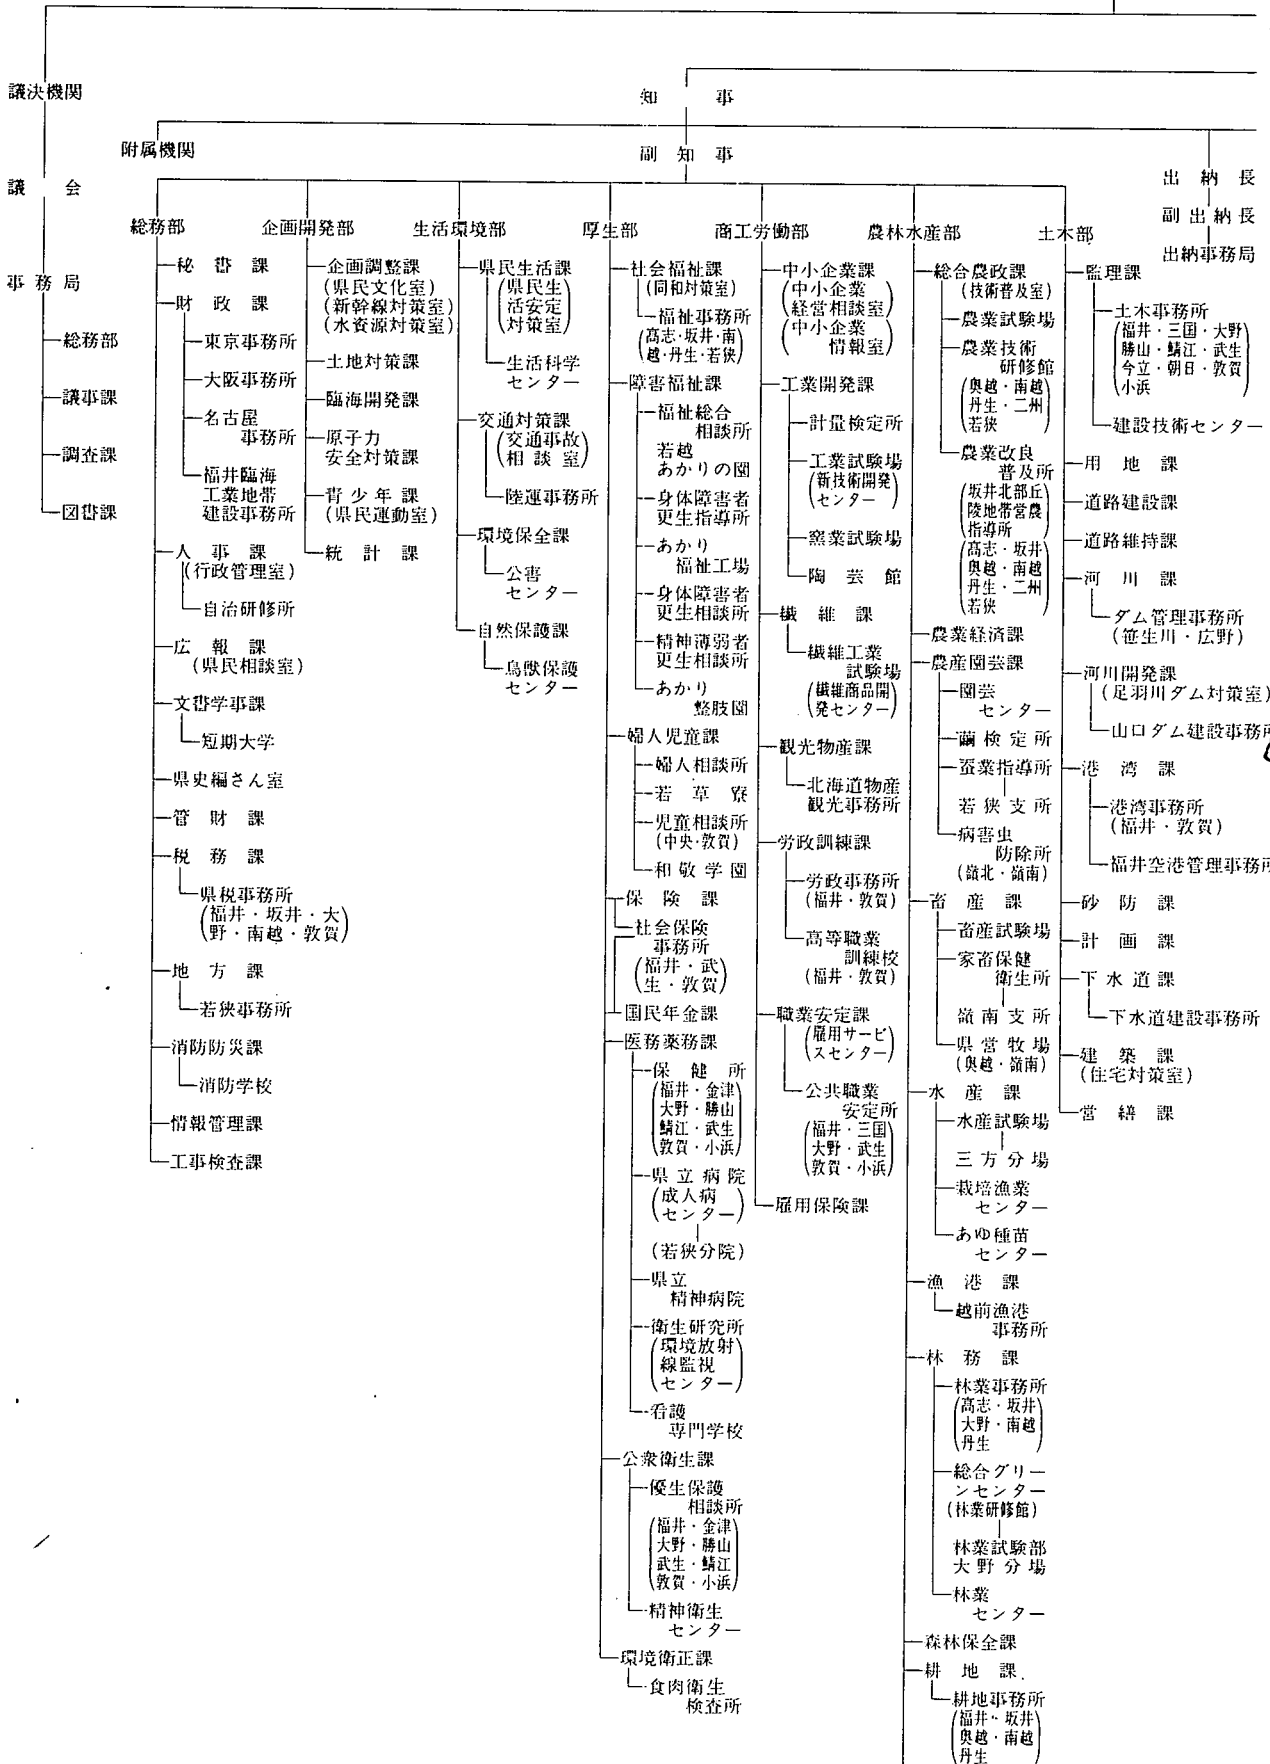 議決機関
議会
事務局
総務部
議事課
調査課
図書課
知事
附属機関
副知事
出納長
副出納長
出納事務局
総務部
秘書課
財政課
東京事務所
大阪事務所
名古屋
事務所
福井臨海
工業地帯
建設事務所
人事課
(行政管理室)
自治研修所
広報課
(県民相談室)
文書学事課
短期大学
県史編さん室
管財課
税務課
県税事務所
(福井・坂井・大
野・南越・敦賀)
地方課
若狭事務所
消防防災課
消防学校
情報管理課
工事検査課
企画開発部
企画調整課
(県民文化室)
(新幹線対策室)
(水資源対策室)
土地対策課
臨海開発課
原子力
安全対策課
青少年課
(県民運動室)
統計課
生活環境部
県民生活課
(県民生
活安定
対策室)
生活科学
センター
交通対策課
(交通事故
相談室)
陸運事務所
環境保全課
公害
センター
自然保護課
鳥獣保護
センター
厚生部
社会福祉課
(同和対策室)
福祉事務所
(高志・坂井・南
越・丹生・若狭)
障害福祉課
福祉総合
相談所
若越
あかりの園
身体障害者
更生指導所
あかり
福祉工場
身体障害者
更生相談所
精神薄弱者
更生相談所
あかり
整肢園
婦人児童課
婦人相談所
若草寮
児童相談所
(中央・敦賀)
和敬学園
保険課
社会保険
事務所
(福井・武
生・敦賀)
国民年金課
医務薬務課
保健所
(福井・金津
大野・勝山
鯖江・武生
敦賀・小浜)
県立病院
(成人病
センター)
(若狭分院)
県立
精神病院
衛生研究所
(環境放射
線監視
センター)
看護
専門学校
公衆衛生課
優生保護
相談所
(福井・金津
大野・勝山
武生・鯖江
敦賀・小浜)
精神衛生
センター
環境衛正課
食肉衛生
検査所
商工労働部
中小企業課
(中小企業
経営相談室)
(中小企業
情報室)
工業開発課
計量検定所
工業試験場
(新技術開発
センター)
窯業試験場
陶芸館
繊維課
繊維工業
試験場
(繊維商品開
発センター)
観光物産課
北海道物産
観光事務所
労政訓練課
労政事務所
(福井・敦賀)
高等職業
訓練校
(福井・敦賀)
職業安定課
(雇用サービ
スセンター)
公共職業
安定所
(福井・三国
大野・武生
敦賀・小浜)
雇用保険課
農林水産部
総合農政課
(技術普及室)
農業試験場
農業技術
研修館
(奥越・南越
丹生・二州
若狭)
農業改良
普及所
(坂井北部丘
陵地帯営農
指導所)
(高志・坂井
奥越・南越
丹生・二州
若狭)
農業経済課
農産園芸課
園芸
センター
繭検定所
蚕業指導所
若狭支所
病害虫
防除所
(嶺北・嶺南)
畜産課
畜産試験場
家畜保健
衛生所
嶺南支所
県営牧場
(奥越・嶺南)
水産課
水産試験場
三方分場
栽培漁業
センター
あゆ種苗
センター
漁港課
越前漁港
事務所
林務課
林業事務所
(高志・坂井
大野・南越
丹生)
総合グリー
ンセンター
(林業研修館)
林業試験部
大野分場
林業
センター
森林保全課
耕地課
耕地事務所
(福井・坂井
奥越・南越
丹生
土木部
監理課
土木事務所
(福井・三国・大野
勝山・鯖江・武生
今立・朝日・敦賀
小浜)
建設技術センター
用地課
道路建設課
道路維持課
河川課
ダム管理事務所
(笹生川・広野)
河川開発課
(足羽川ダム対策室)
山口ダム建設事務所
港湾課
港湾事務所
(福井・敦賀)
福井空港管理事務所
砂防課
計画課
下水道課
下水道建設事務所
建築課
(住宅対策室)
営繕課